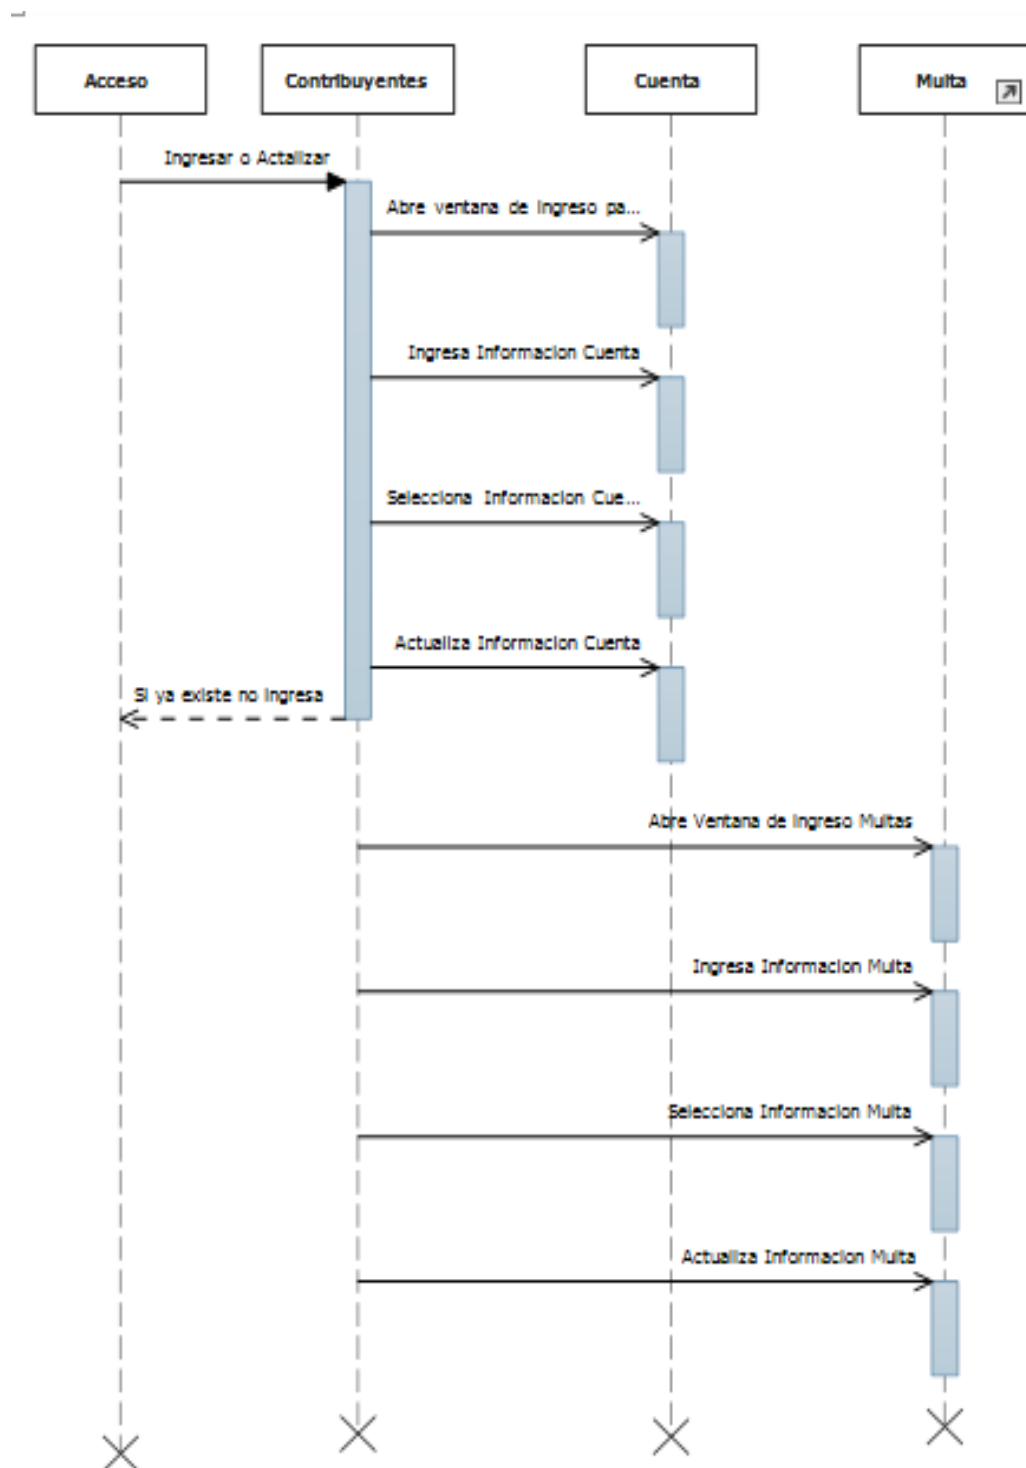 Acceso
Contribuyentes
Cuenta
Multa
Ingresar o Actalizar
Abre ventana de ingreso pa...
Ingresa Informacion Cuenta
Selecciona Informacion Cue...
Actualiza Informacion Cuenta
Si ya existe no ingresa
Abre Ventana de Ingreso Multas
Ingresa Informacion Multa
Selecciona Informacion Multa
Actualiza Informacion Multa